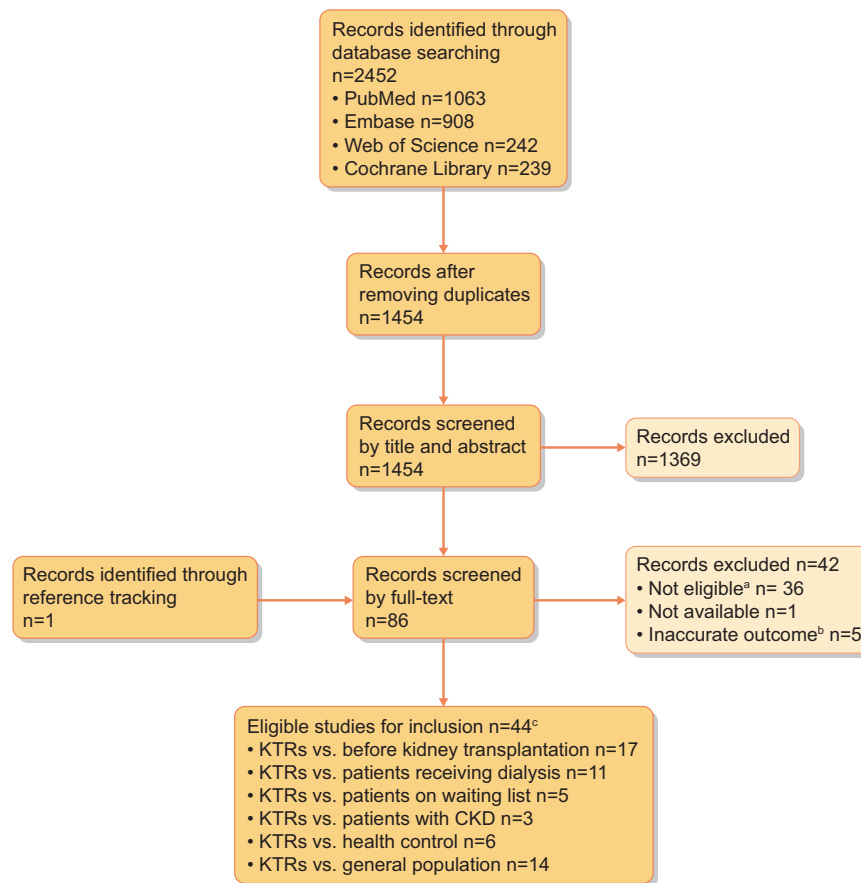 Records identified through
database searching
n=2452
• PubMed n=1063
• Embase n=908
• Web of Science n=242
• Cochrane Library n=239
Records after
removing duplicates
n=1454
Records screened
by title and abstract
n=1454
Records excluded
n=1369
Records identified through
reference tracking
n=1
Records screened
by full-text
n=86
Records excluded n=42
• Not eligibleᵃ n= 36
• Not available n=1
• Inaccurate outcomeᵇ n=5
Eligible studies for inclusion n=44ᶜ
• KTRs vs. before kidney transplantation n=17
• KTRs vs. patients receiving dialysis n=11
• KTRs vs. patients on waiting list n=5
• KTRs vs. patients with CKD n=3
• KTRs vs. health control n=6
• KTRs vs. general population n=14